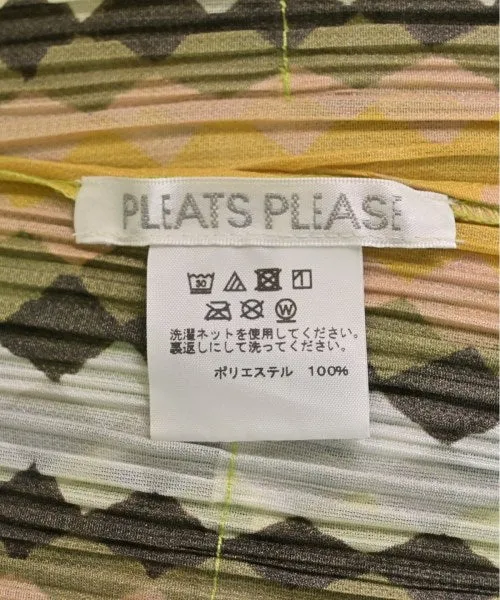 PLEATS PLEASE
30
W
洗濯ネットを使用してください。
裏返しにして洗ってください。
ポリエステル 100%